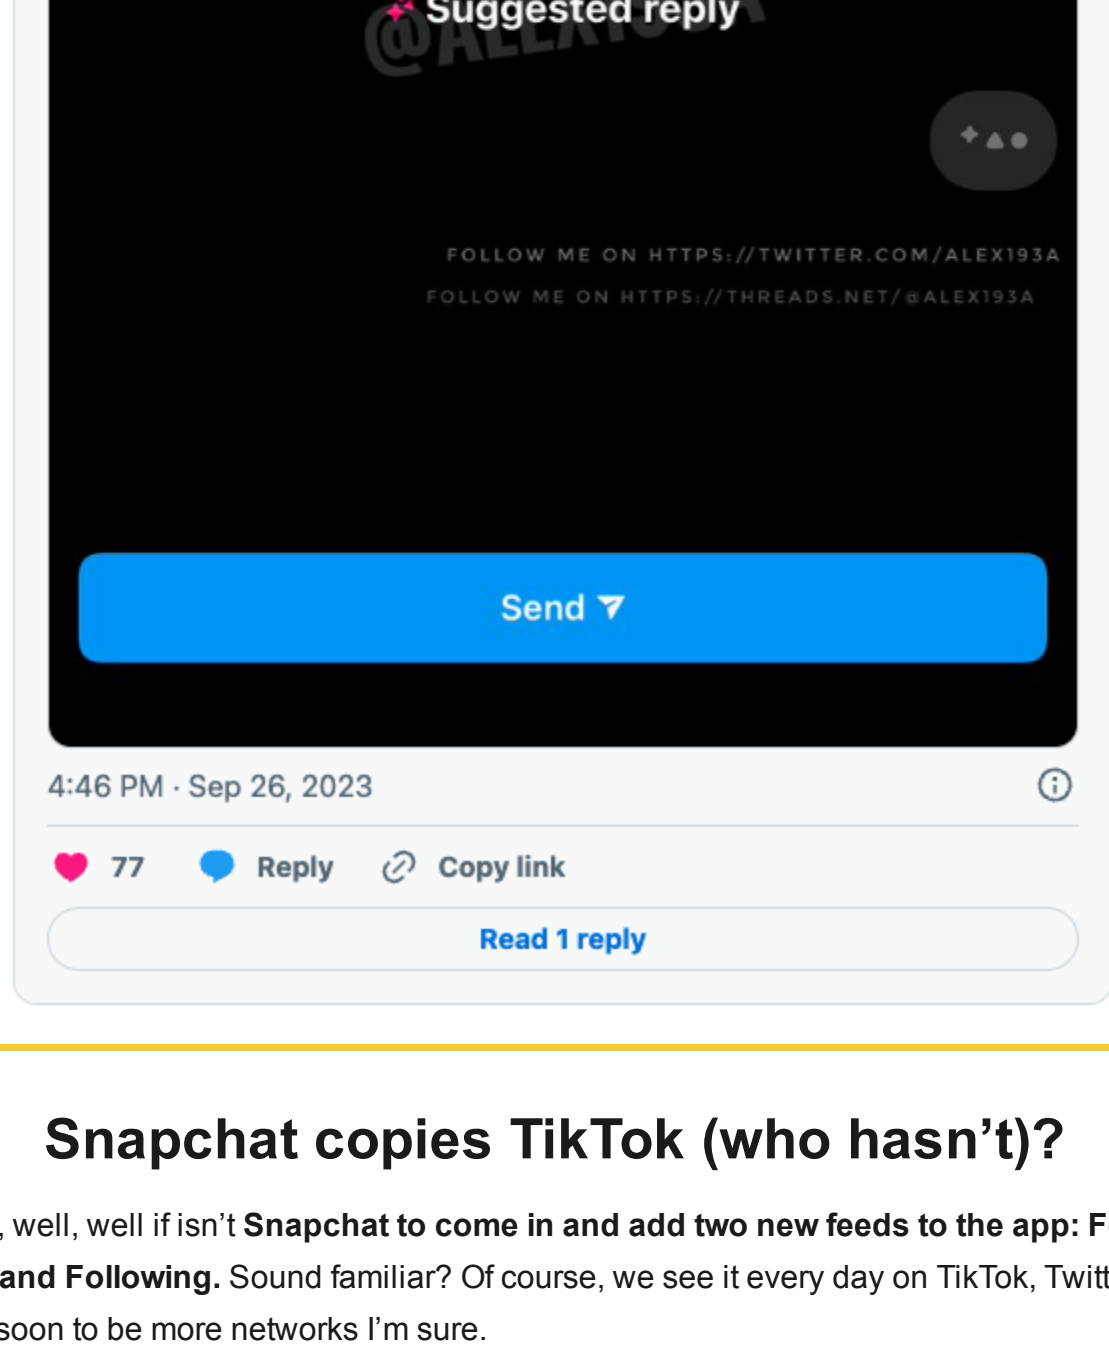 Suggested reply
@ALEX193A
FOLLOW ME ON HTTPS://TWITTER.COM/ALEX193A
FOLLOW ME ON HTTPS://THREADS.NET/@ALEX193A
Send
4:46 PM · Sep 26, 2023
77 Reply Copy link
Read 1 reply
Snapchat copies TikTok (who hasn’t)?
, well, well if isn’t Snapchat to come in and add two new feeds to the app:
and Following. Sound familiar? Of course, we see it every day on TikTok,
soon to be more networks I’m sure.